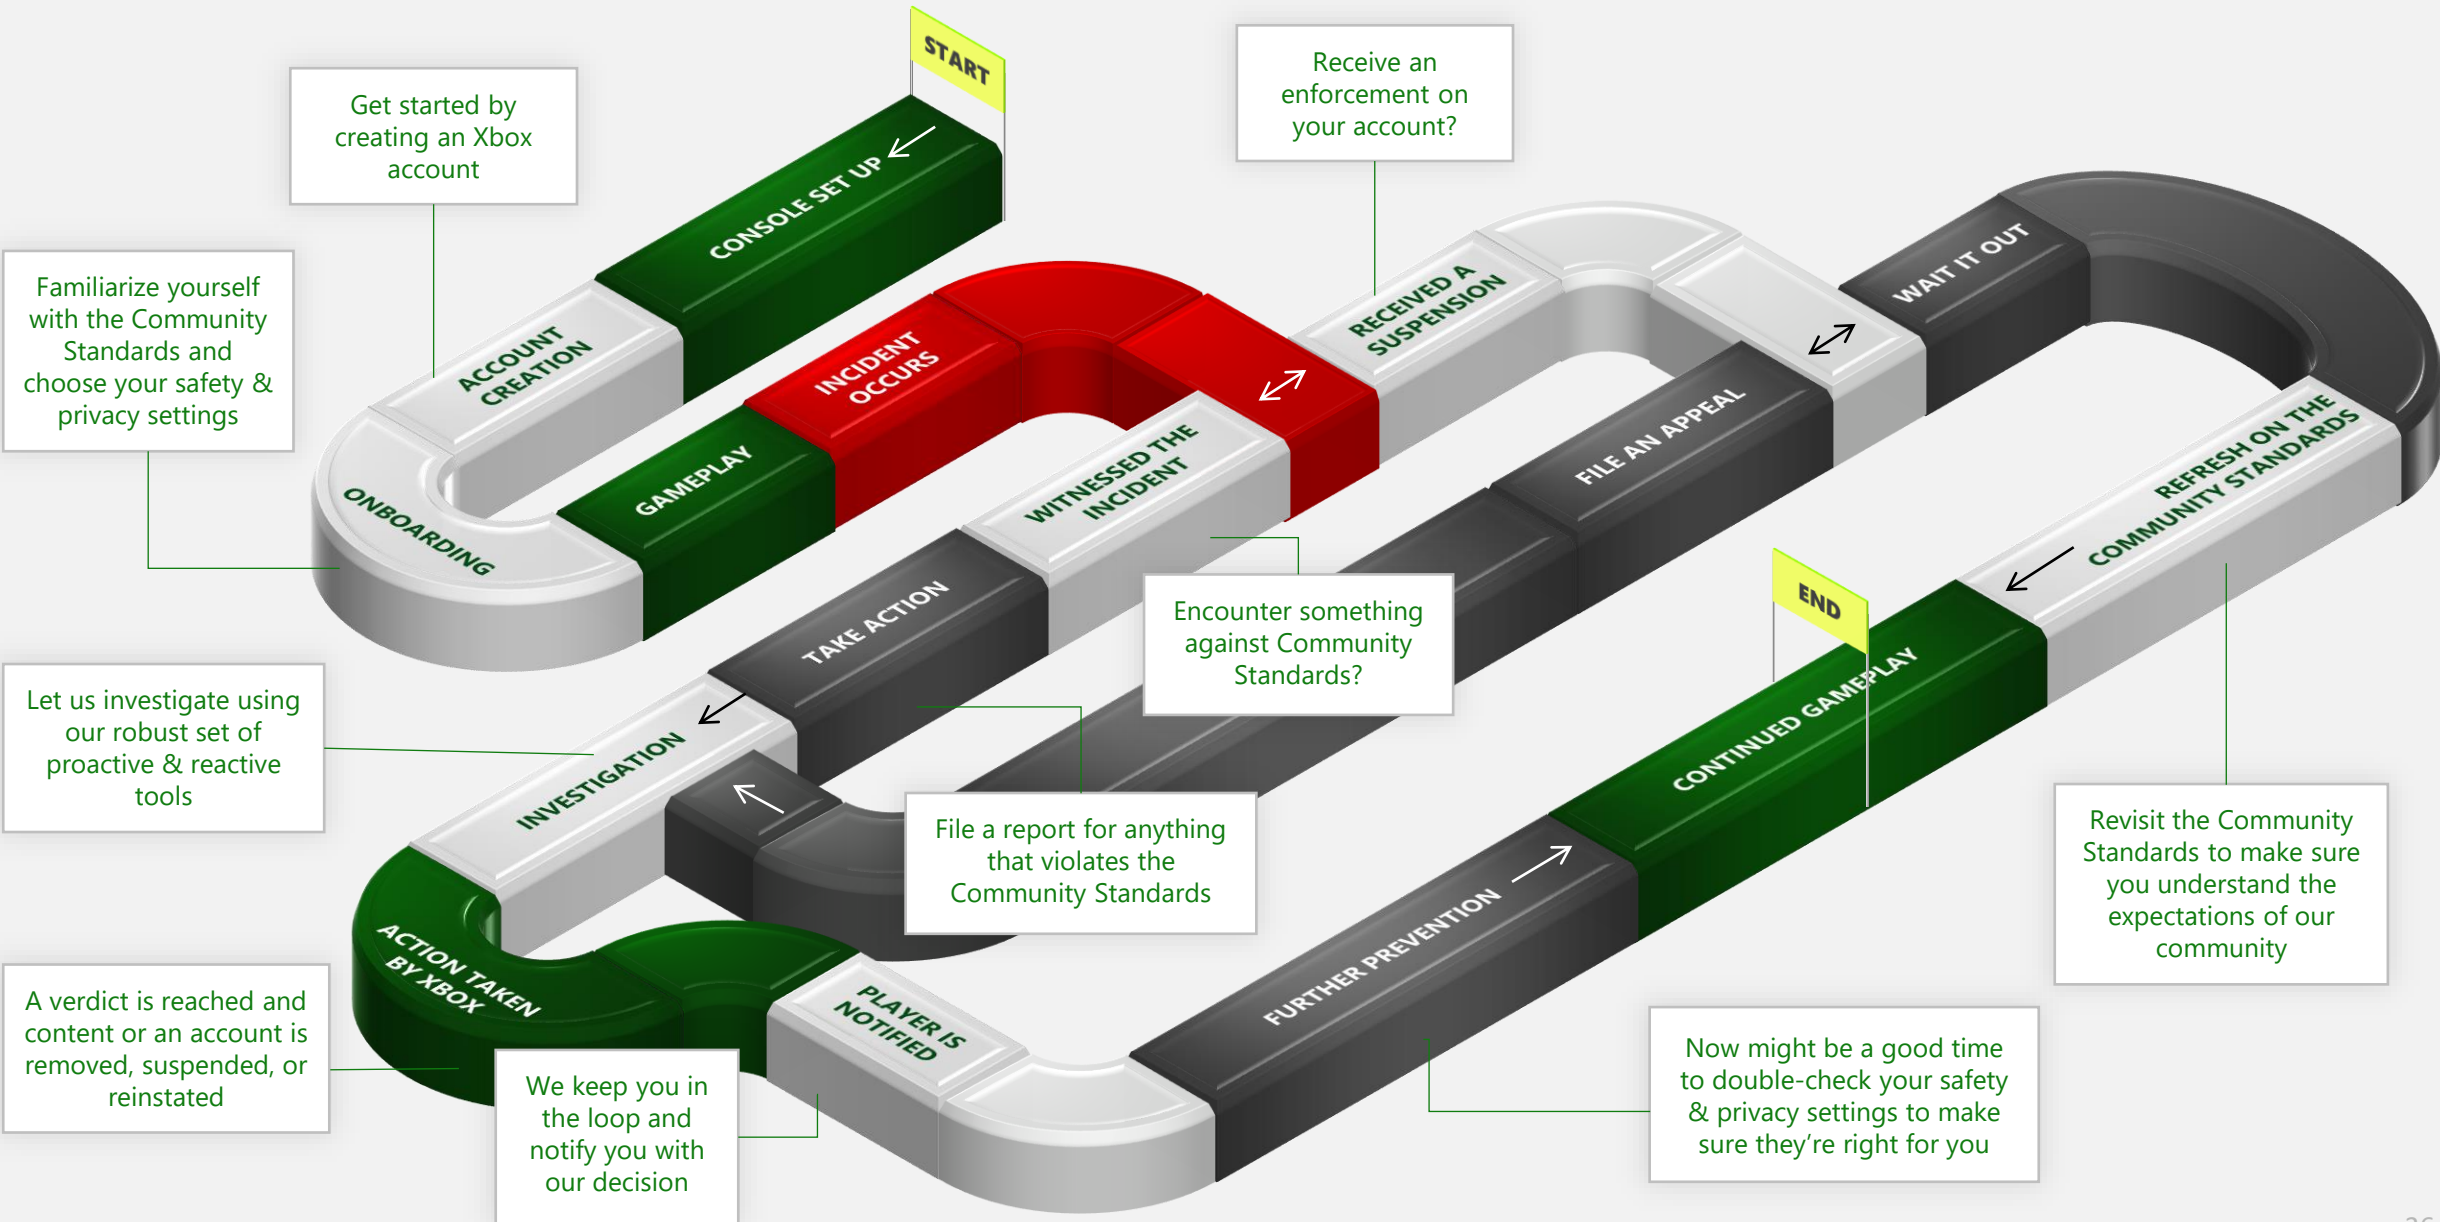 START
CONSOLE SET UP
Get started by
creating an Xbox
account
ACCOUNT
CREATION
Familiarize yourself
with the Community
Standards and
choose your safety &
privacy settings
ONBOARDING
GAMEPLAY
INCIDENT
OCCURS
Receive an
enforcement on
your account?
RECEIVED A
SUSPENSION
WITNESSED THE
INCIDENT
Encounter something
against Community
Standards?
TAKE ACTION
File a report for anything
that violates the
Community Standards
FILE AN APPEAL
WAIT IT OUT
REFRESH ON THE
COMMUNITY STANDARDS
Revisit the Community
Standards to make sure
you understand the
expectations of our
community
Let us investigate using
our robust set of
proactive & reactive
tools
INVESTIGATION
ACTION TAKEN
BY XBOX
A verdict is reached and
content or an account is
removed, suspended, or
reinstated
PLAYER IS
NOTIFIED
We keep you in
the loop and
notify you with
our decision
FURTHER PREVENTION
Now might be a good time
to double-check your safety
& privacy settings to make
sure they're right for you
CONTINUED GAMEPLAY
END